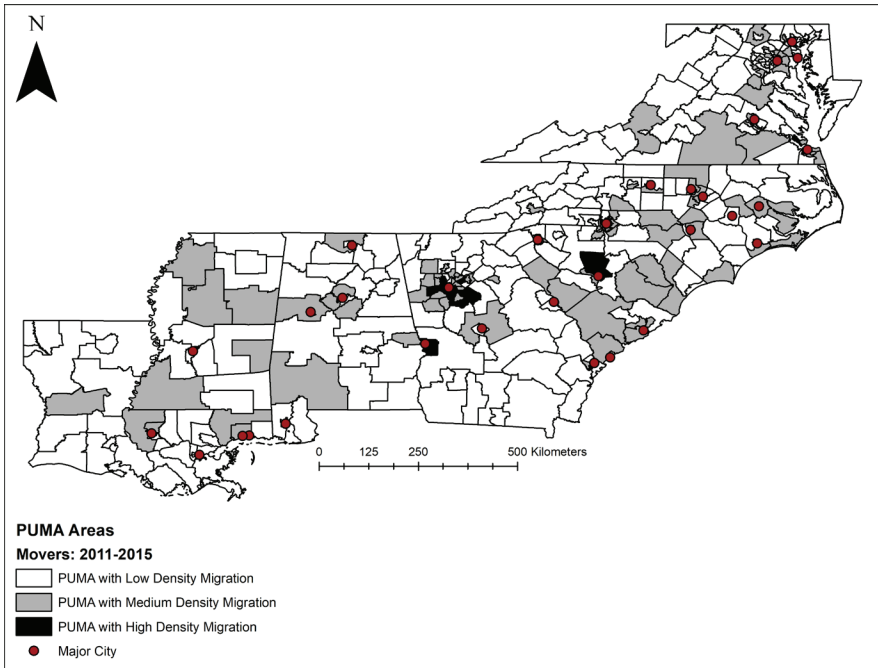 N
0 125 250 500 Kilometers
PUMA Areas
Movers: 2011-2015
PUMA with Low Density Migration
PUMA with Medium Density Migration
PUMA with High Density Migration
Major City